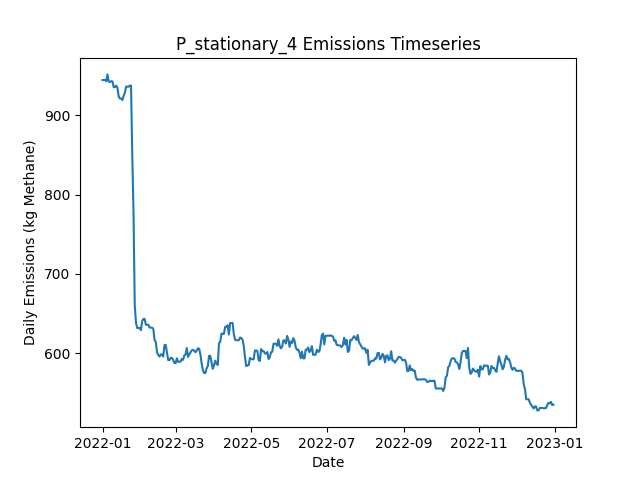 P_stationary_4 Emissions Timeseries
Daily Emissions (kg Methane)
900
800
700
600
2022-01 2022-03 2022-05 2022-07 2022-09 2022-11 2023-01
Date